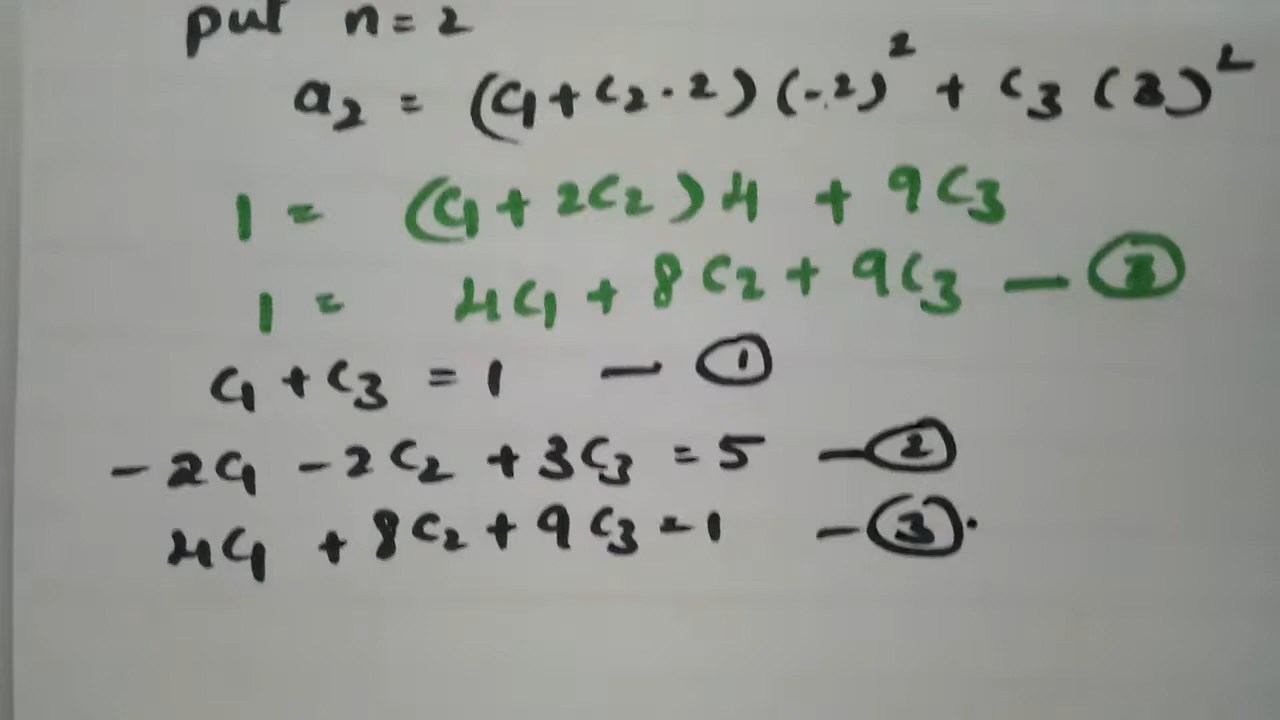 put n = 2
a₂ = (c₁ + c₂ · 2) (-2)² + c₃ (3)²
1 = (c₁ + 2c₂) 4 + 9c₃
1 = 4c₁ + 8c₂ + 9c₃ — ③
c₁ + c₃ = 1 — ①
-2c₁ - 2c₂ + 3c₃ = 5 — ②
4c₁ + 8c₂ + 9c₃ = 1 — ③.